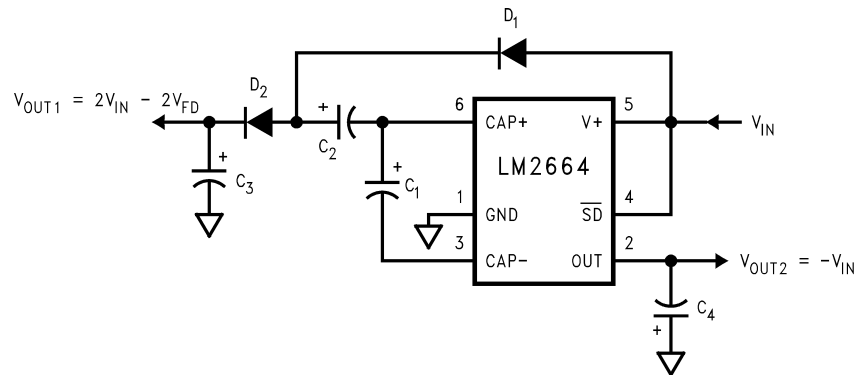 D1
VOUT1 = 2VIN - 2VFD
D2
+
C2
6
CAP+
V+
5
VIN
+
C3
+
C1
LM2664
1
GND
SD
4
3
CAP-
OUT
2
VOUT2 = -VIN
C4
+